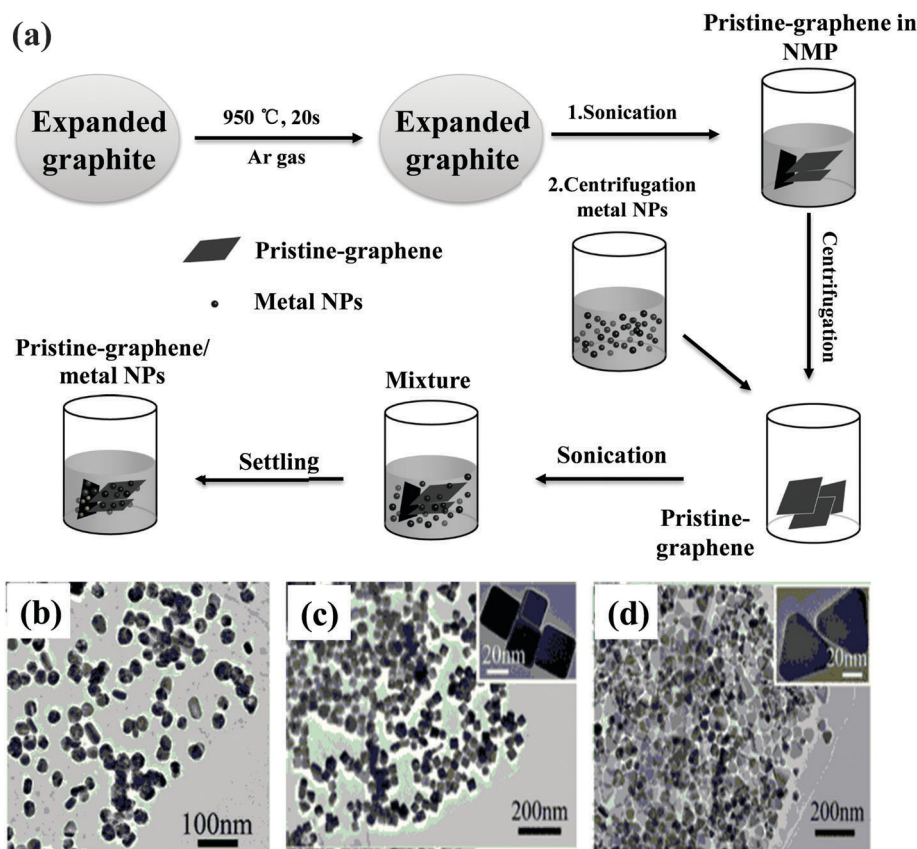 (a)
Pristine-graphene in
NMP
Expanded
graphite
950 ℃, 20s
Ar gas
Expanded
graphite
1.Sonication
2.Centrifugation
metal NPs
Pristine-graphene
Metal NPs
Centrifugation
Pristine-graphene/
metal NPs
Mixture
Settling
Sonication
Pristine-
graphene
(b)
100nm
(c)
20nm
200nm
(d)
20nm
200nm